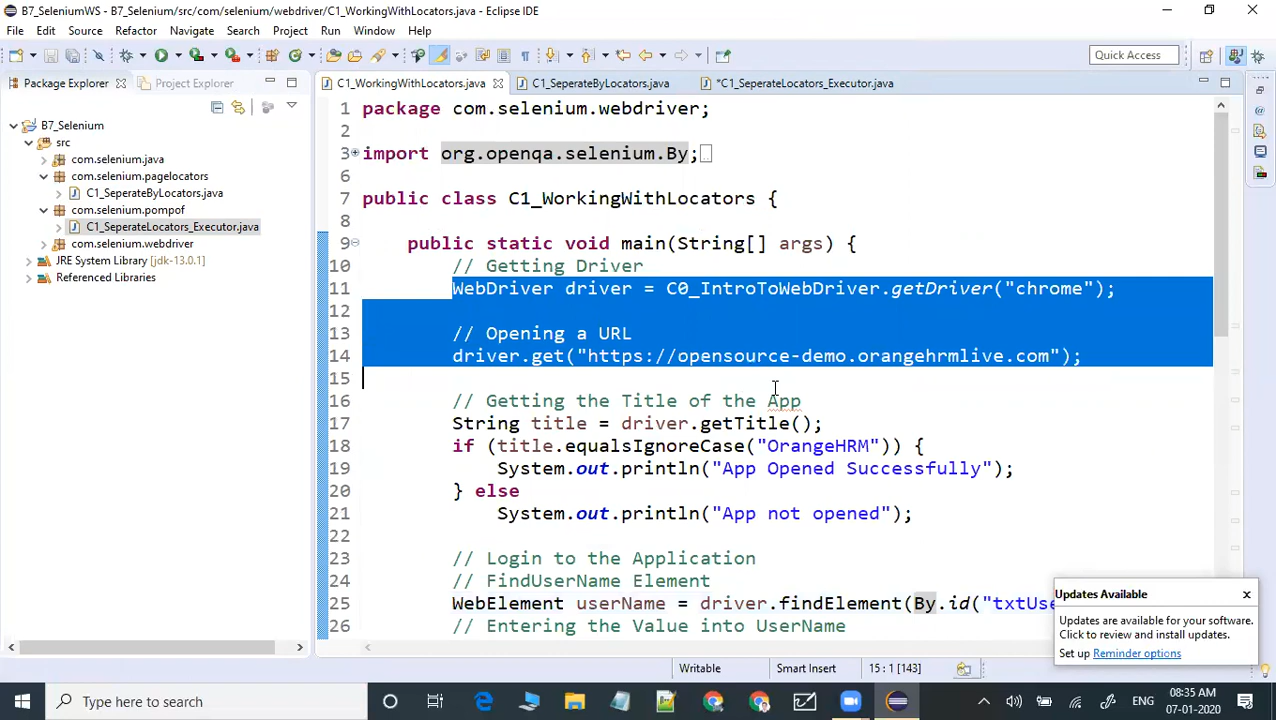 B7_SeleniumWS - B7_Selenium/src/com/selenium/webdriver/C1_WorkingWithLocators.java - Eclipse IDE
File Edit Source Refactor Navigate Search Project Run Window Help
Quick Access
Package Explorer
Project Explorer
C1_WorkingWithLocators.java
C1_SeperateByLocators.java
*C1_SeperateLocators_Executor.java
B7_Selenium
src
com.selenium.java
com.selenium.pagelocators
C1_SeperateByLocators.java
com.selenium.pompof
C1_SeperateLocators_Executor.java
com.selenium.webdriver
JRE System Library [jdk-13.0.1]
Referenced Libraries
1 package com.selenium.webdriver;
2
3 import org.openqa.selenium.By;
6
7 public class C1_WorkingWithLocators {
8
9 public static void main(String[] args) {
10 // Getting Driver
11 WebDriver driver = C0_IntroToWebDriver.getDriver("chrome");
12
13 // Opening a URL
14 driver.get("https://opensource-demo.orangehrmlive.com");
15
16 // Getting the Title of the App
17 String title = driver.getTitle();
18 if (title.equalsIgnoreCase("OrangeHRM")) {
19 System.out.println("App Opened Successfully");
20 } else
21 System.out.println("App not opened");
22
23 // Login to the Application
24 // FindUserName Element
25 WebElement userName = driver.findElement(By.id("txtUse
26 // Entering the Value into UserName
Updates Available
Updates are available for your software.
Click to review and install updates.
Set up Reminder options
Writable
Smart Insert
15 : 1 [143]
Type here to search
ENG
08:35 AM
07-01-2020